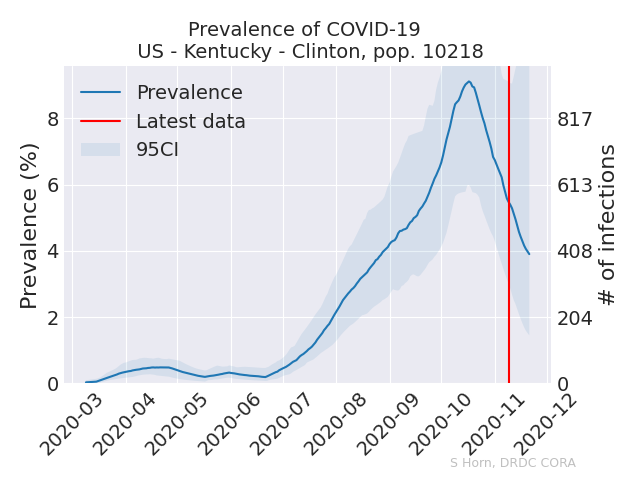 Prevalence of COVID-19
US - Kentucky - Clinton, pop. 10218
Prevalence
Latest data
95CI
Prevalence (%)
8
6
4
2
0
817
613
408
204
0
# of infections
2020-03
2020-04
2020-05
2020-06
2020-07
2020-08
2020-09
2020-10
2020-11
2020-12
S Horn, DRDC CORA